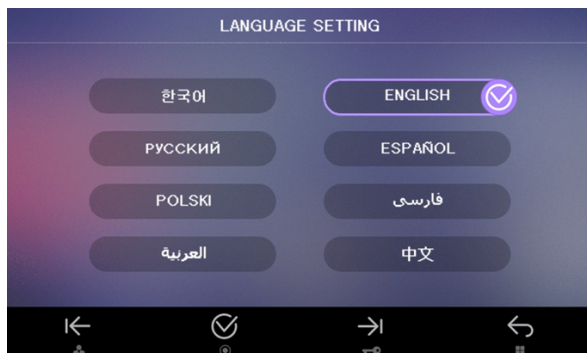 LANGUAGE SETTING
한국어
ENGLISH
РУССКИЙ
ESPAÑOL
POLSKI
فارسی
العربية
中文